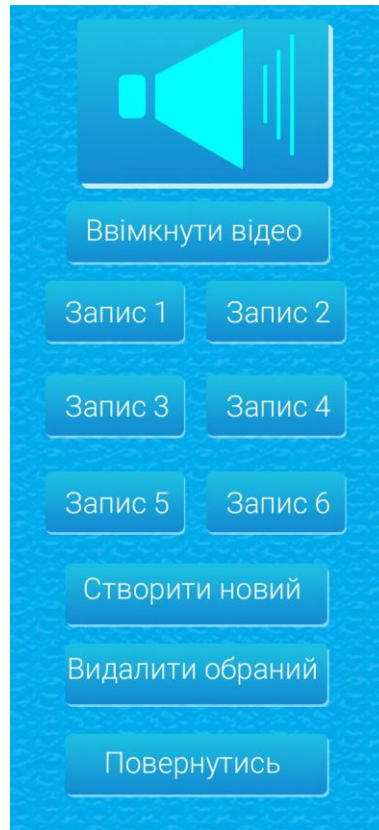 Ввімкнути відео
Запис 1
Запис 2
Запис 3
Запис 4
Запис 5
Запис 6
Створити новий
Видалити обраний
Повернутись